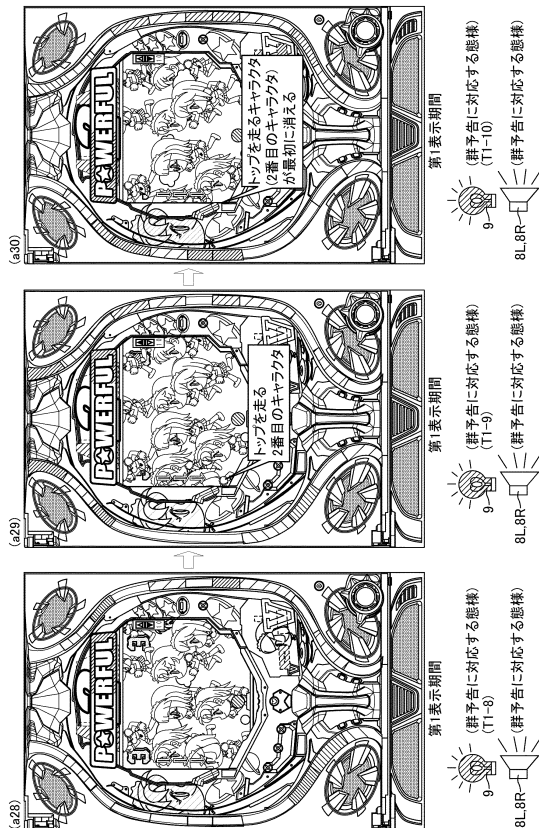 (a28)
POWERFUL
3
3
第1表示期間
9
(群予告に対応する態様)
(T1-8)
8L,8R
(群予告に対応する態様)
(a29)
POWERFUL
トップを走る
2番目のキャラクタ
第1表示期間
9
(群予告に対応する態様)
(T1-9)
8L,8R
(群予告に対応する態様)
(a30)
POWERFUL
トップを走るキャラクタ
(2番目のキャラクタ)
が最初に消える
第1表示期間
9
(群予告に対応する態様)
(T1-10)
8L,8R
(群予告に対応する態様)